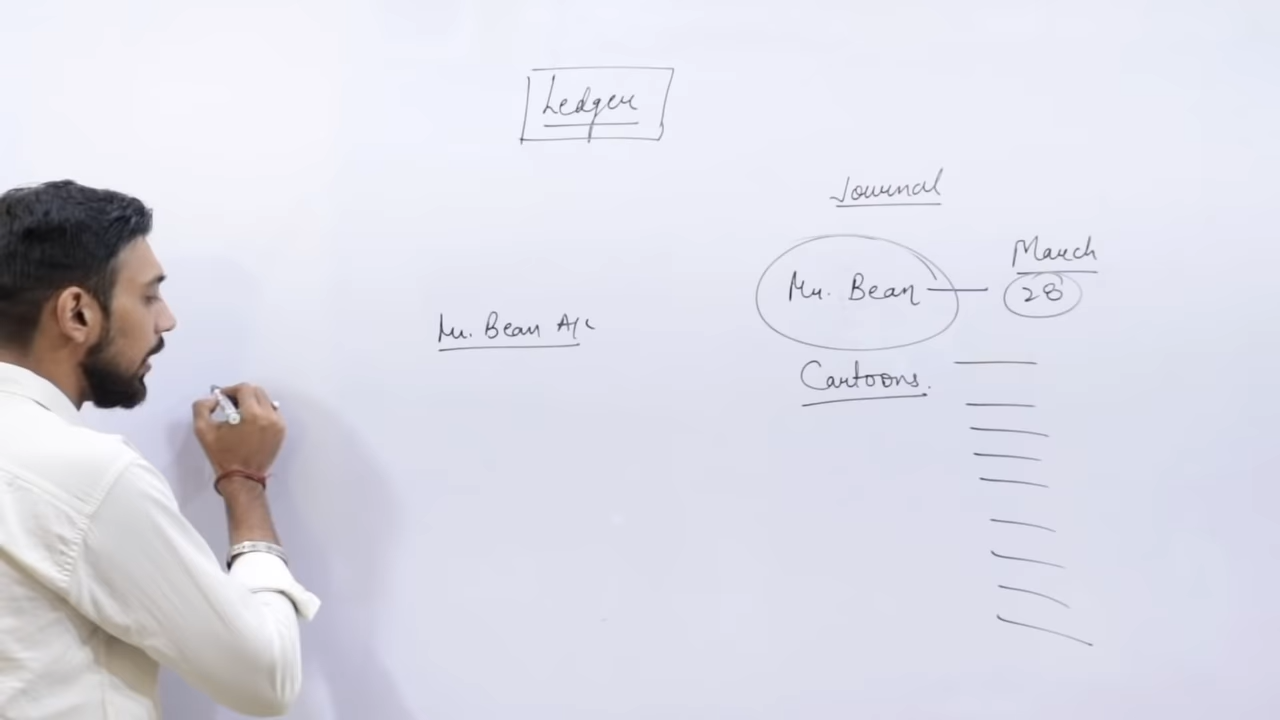 Ledger
Journal
March
Mr. Bean
28
Mr. Bean A/c
Cartoons.